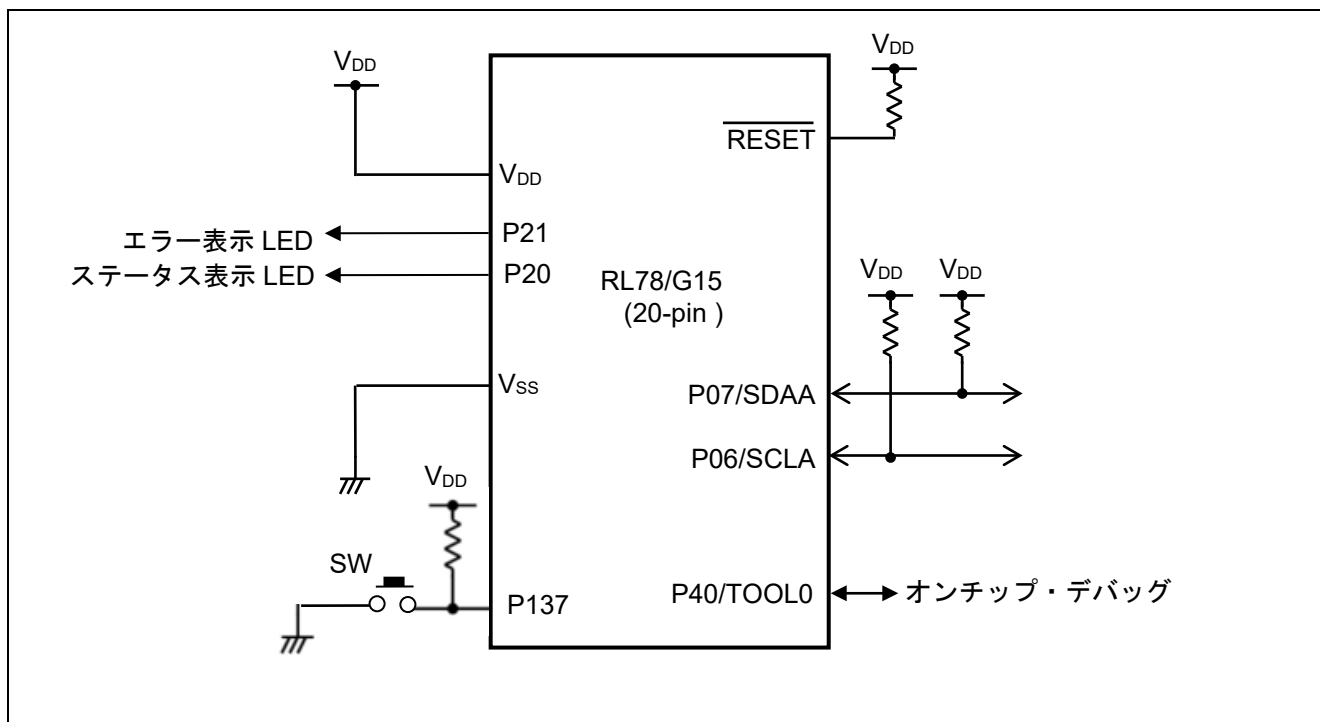 VDD
VDD
RESET
VDD
エラー表示 LED
P21
ステータス表示 LED
P20
RL78/G15
(20-pin )
VDD
VDD
VSS
P07/SDAA
P06/SCLA
VDD
SW
P137
P40/TOOL0
オンチップ・デバッグ